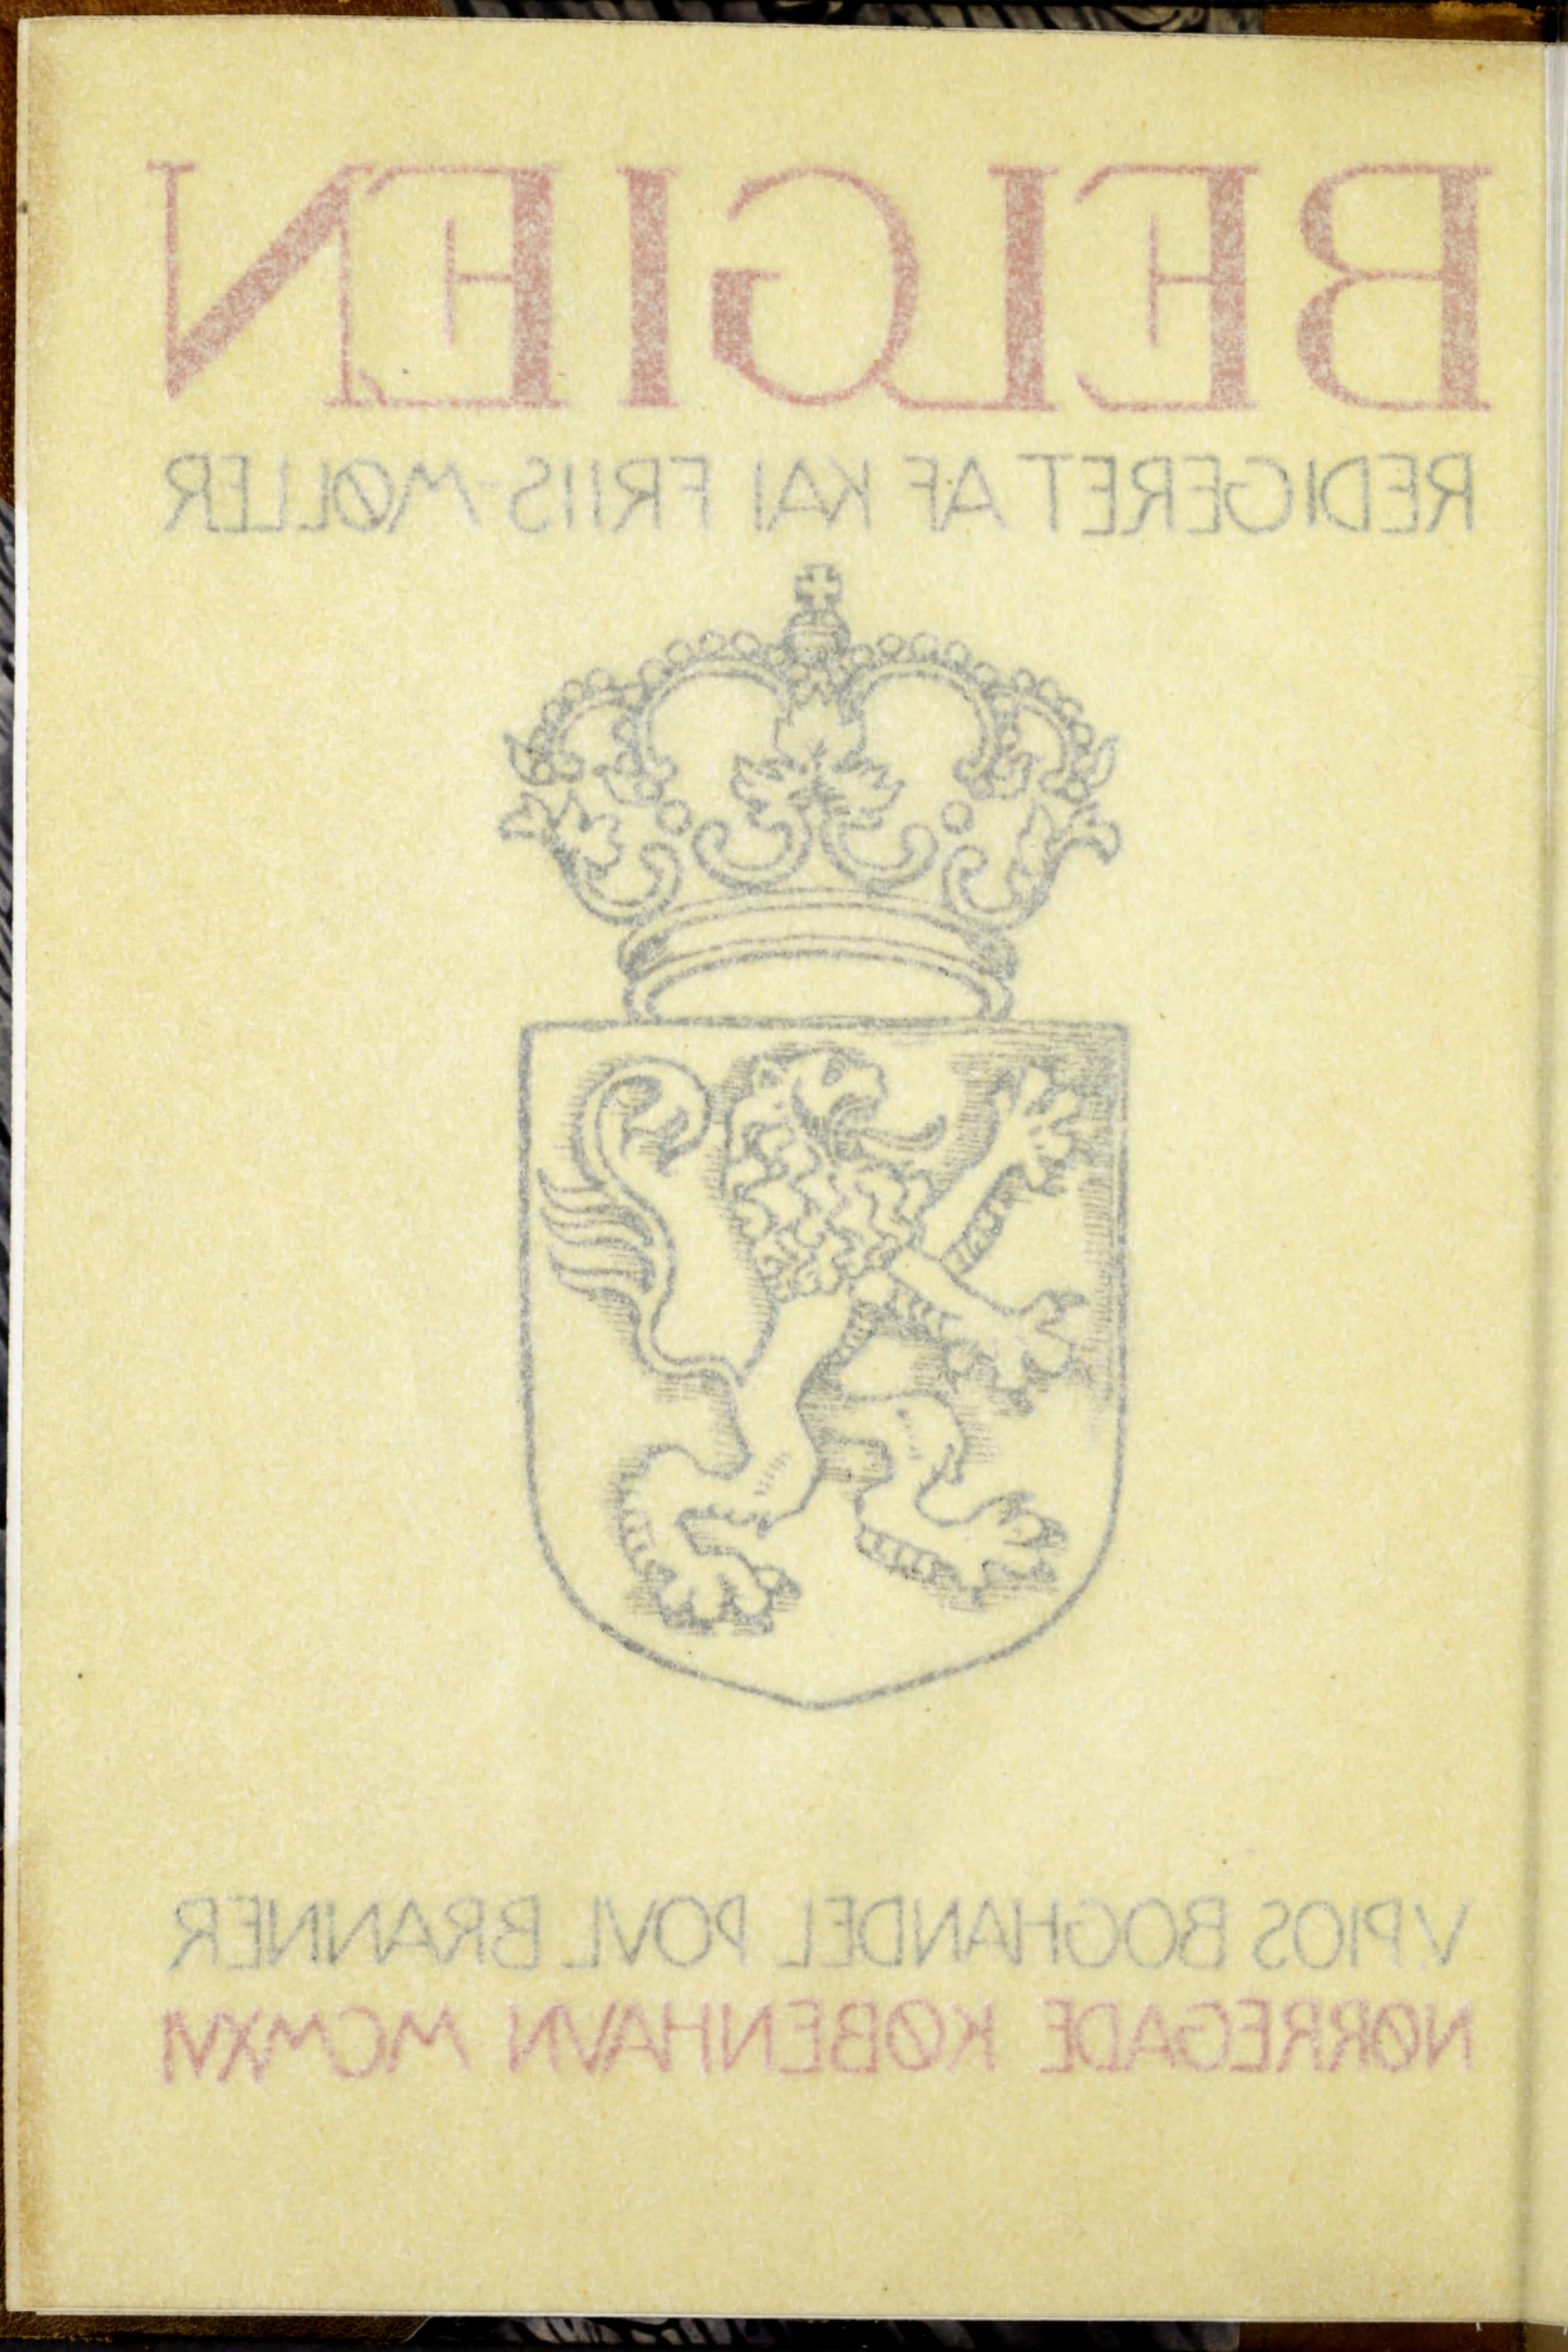 BELGIEN
REDIGERET AF KAI FRIIS-MØLLER
V. PIOS BOGHANDEL POVL BRANNER
NØRREGADE KØBENHAVN MCMXVI